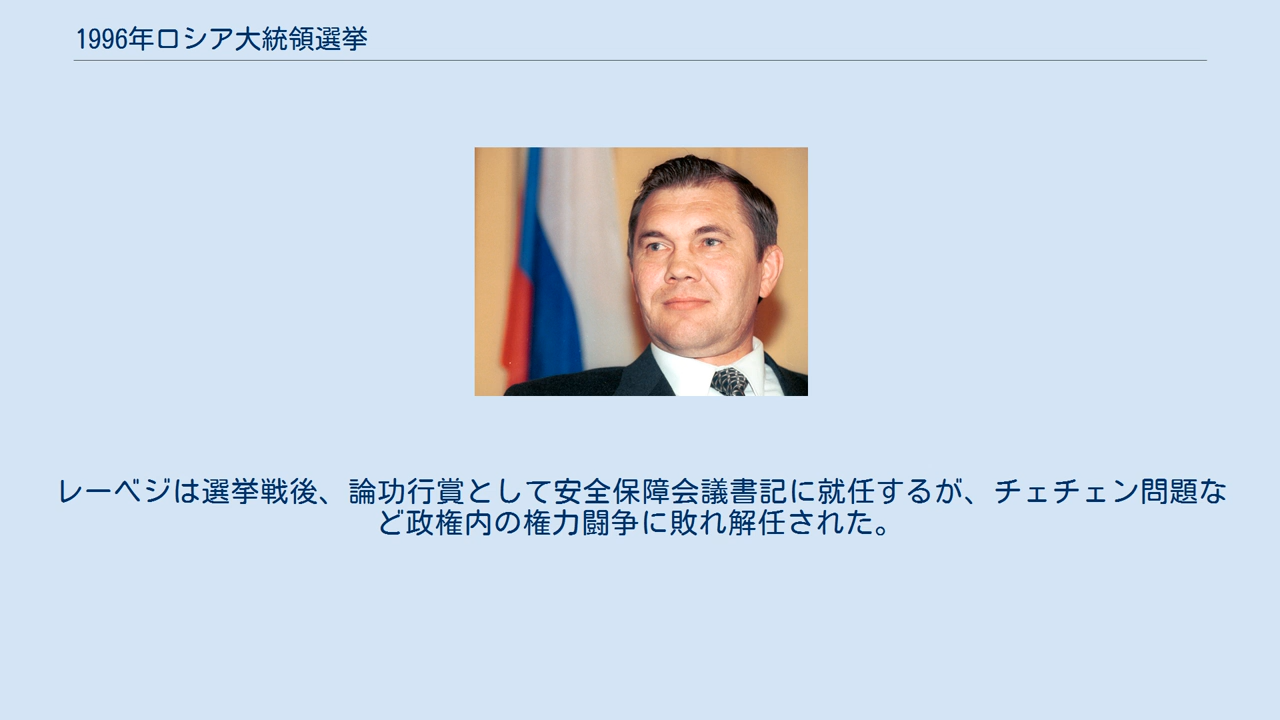 1996年ロシア大統領選挙
レーベジは選挙戦後、論功行賞として安全保障会議書記に就任するが、チェチェン問題な
ど政権内の権力闘争に敗れ解任された。